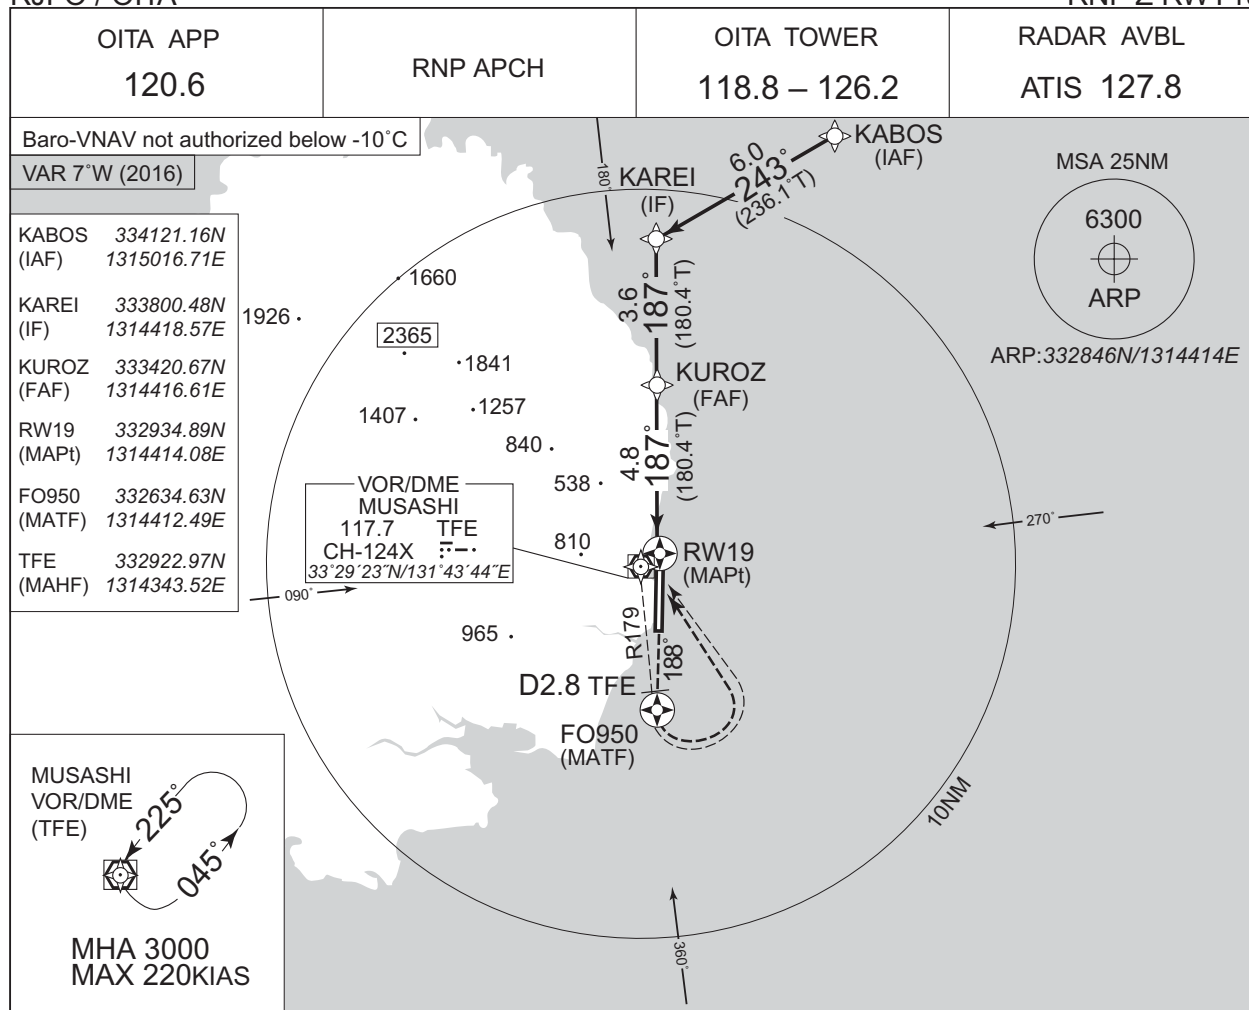 OITA APP
120.6
RNP APCH
OITA TOWER
118.8 – 126.2
RADAR AVBL
ATIS 127.8
Baro-VNAV not authorized below -10˚C
VAR 7˚W (2016)
KABOS 334121.16N
(IAF) 1315016.71E
KAREI 333800.48N
(IF) 1314418.57E
KUROZ 333420.67N
(FAF) 1314416.61E
RW19 332934.89N
(MAPt) 1314414.08E
FO950 332634.63N
(MATF) 1314412.49E
TFE 332922.97N
(MAHF) 1314343.52E
KABOS
(IAF)
6.0
243˚
(236.1˚T)
180˚
KAREI
(IF)
MSA 25NM
6300
ARP
ARP:332846N/1314414E
1660
1926
2365
1841
1407
1257
840
538
810
965
3.6
187˚
(180.4˚T)
KUROZ
(FAF)
4.8
187˚
(180.4˚T)
VOR/DME
MUSASHI
117.7 TFE
CH-124X
33˚29´23˝N/131˚43´44˝E
RW19
(MAPt)
270˚
090˚
R179
188˚
D2.8 TFE
FO950
(MATF)
10NM
360˚
MUSASHI
VOR/DME
(TFE)
225˚
045˚
MHA 3000
MAX 220KIAS